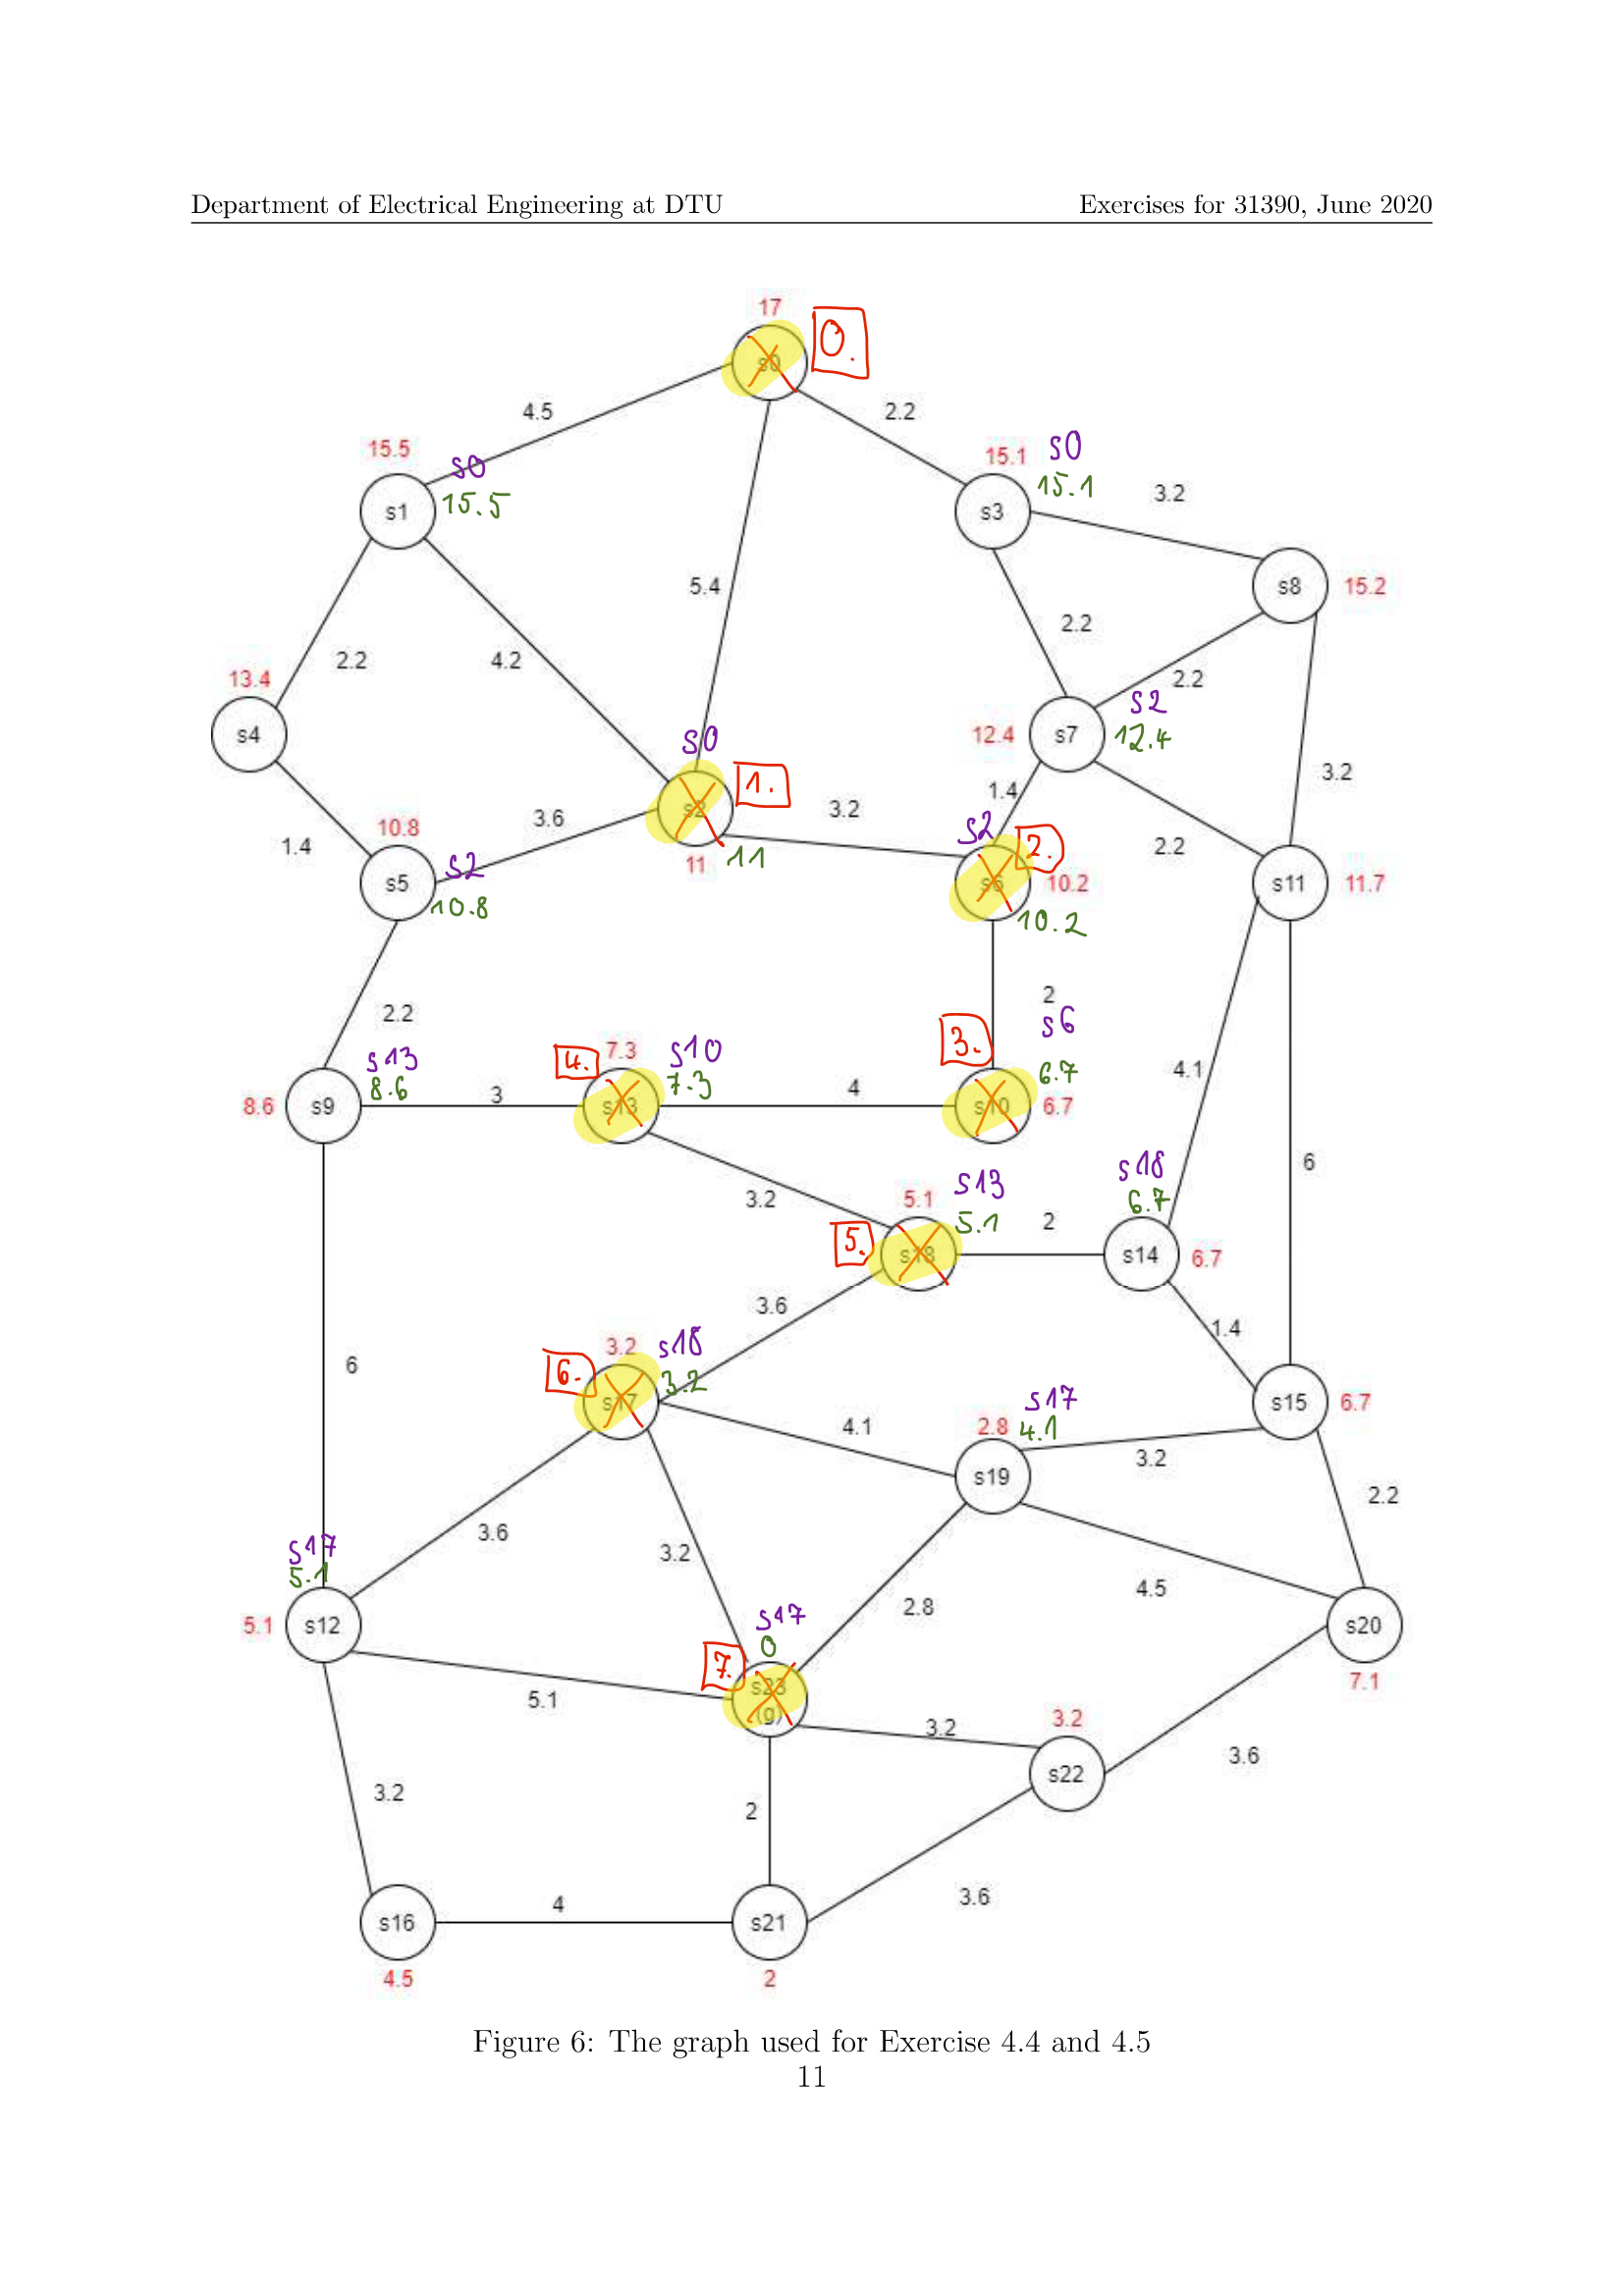 Department of Electrical Engineering at DTU
Exercises for 31390, June 2020
17
0.
s0
4.5
2.2
15.5
s0
15.1
s0
s1
15.5
s3
15.1
3.2
5.4
s8
15.2
2.2
2.2
4.2
2.2
13.4
s2
s4
s0
12.4
s7
12.4
3.2
1.
s2
3.6
3.2
1.4
10.8
s2
2.
2.2
1.4
s5
s2
11
11
s6
10.2
s11
11.7
10.8
10.2
2.2
2
s6
s13
4.
7.3
s10
3.
4.1
8.6
s9
8.6
3
s13
7.3
4
s10
6.7
6.7
6
3.2
5.1
s13
s18
5.
s18
5.1
2
6.7
s14
6.7
3.6
1.4
6
3.2
s18
6.
s17
3.2
s17
s15
6.7
4.1
2.8
4.1
3.2
s19
2.2
3.6
3.2
s17
5.1
4.5
2.8
s17
5.1
s12
0
s20
7.
7.1
5.1
s23
(g)
3.2
3.2
3.6
s22
3.2
2
4
3.6
s16
s21
4.5
2
Figure 6: The graph used for Exercise 4.4 and 4.5
11